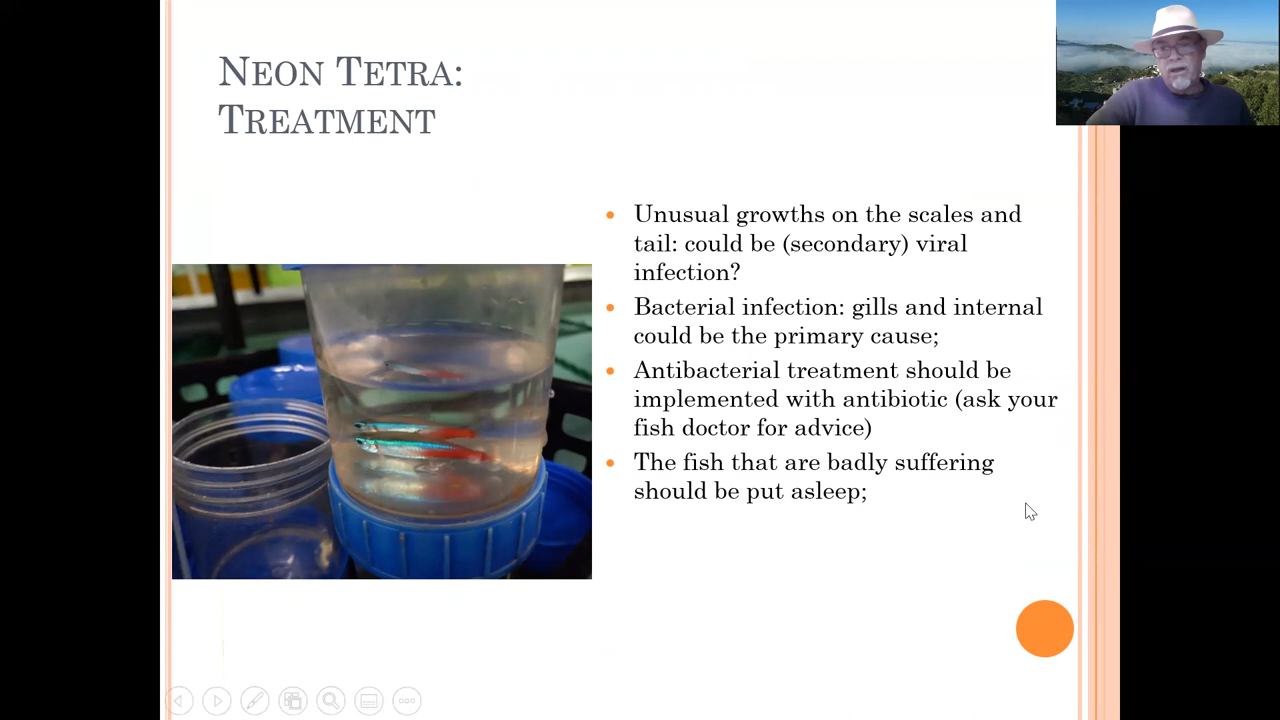 NEON TETRA:
TREATMENT
Unusual growths on the scales and
tail: could be (secondary) viral
infection?
Bacterial infection: gills and internal
could be the primary cause;
Antibacterial treatment should be
implemented with antibiotic (ask your
fish doctor for advice)
The fish that are badly suffering
should be put asleep;